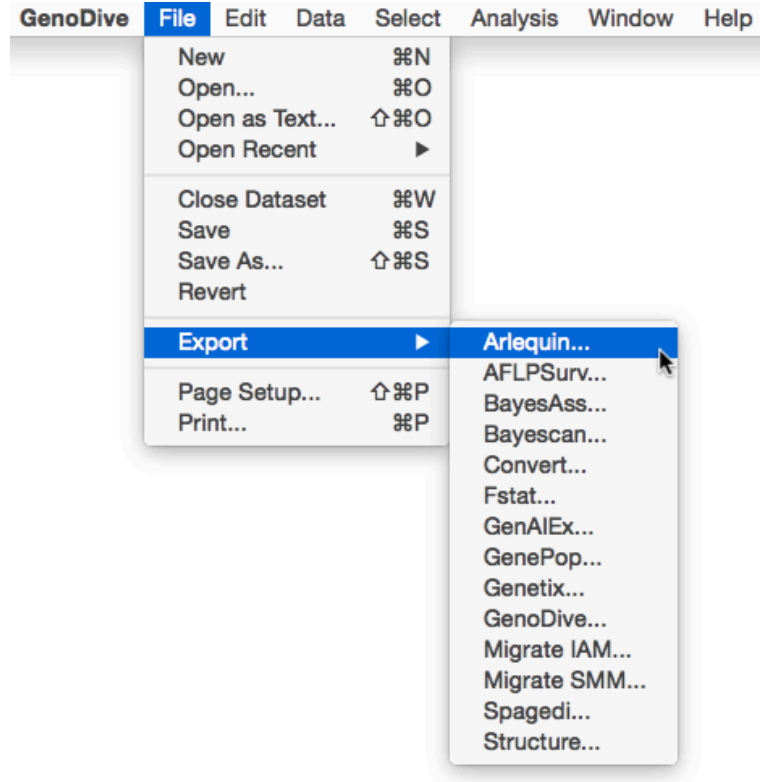 GenoDive File Edit Data Select Analysis Window Help
New ⌘N
Open... ⌘O
Open as Text... ⇧⌘O
Open Recent ▶
Close Dataset ⌘W
Save ⌘S
Save As... ⇧⌘S
Revert
Export ▶
Page Setup... ⇧⌘P
Print... ⌘P
Arlequin...
AFLPSurv...
BayesAss...
Bayescan...
Convert...
Fstat...
GenAlEx...
GenePop...
Genetix...
GenoDive...
Migrate IAM...
Migrate SMM...
Spagedi...
Structure...